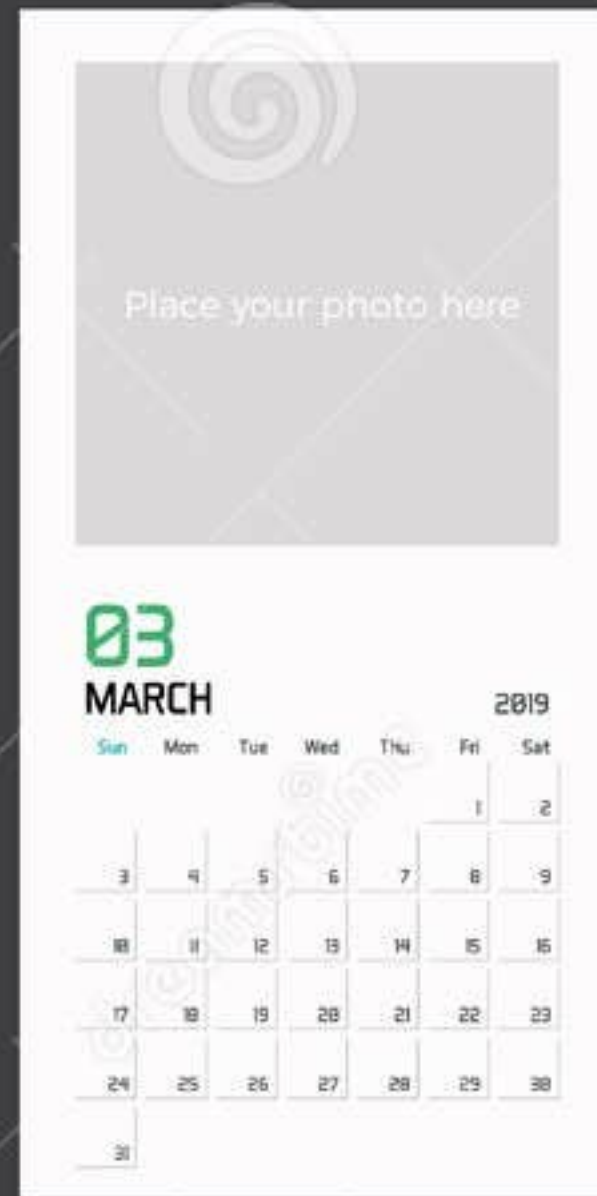 Place your photo here
03
MARCH 2019
Sun Mon Tue Wed Thu Fri Sat
1 2
3 4 5 6 7 8 9
10 11 12 13 14 15 16
17 18 19 20 21 22 23
24 25 26 27 28 29 30
31
dreamstime